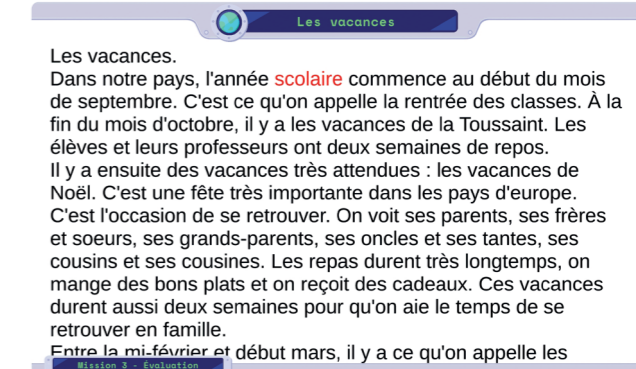 Les vacances
Les vacances.
Dans notre pays, l'année scolaire commence au début du mois
de septembre. C'est ce qu'on appelle la rentrée des classes. À la
fin du mois d'octobre, il y a les vacances de la Toussaint. Les
élèves et leurs professeurs ont deux semaines de repos.
Il y a ensuite des vacances très attendues : les vacances de
Noël. C'est une fête très importante dans les pays d'europe.
C'est l'occasion de se retrouver. On voit ses parents, ses frères
et soeurs, ses grands-parents, ses oncles et ses tantes, ses
cousins et ses cousines. Les repas durent très longtemps, on
mange des bons plats et on reçoit des cadeaux. Ces vacances
durent aussi deux semaines pour qu'on aie le temps de se
retrouver en famille.
Entre la mi-février et début mars, il y a ce qu'on appelle les
Mission 3 - Évaluation